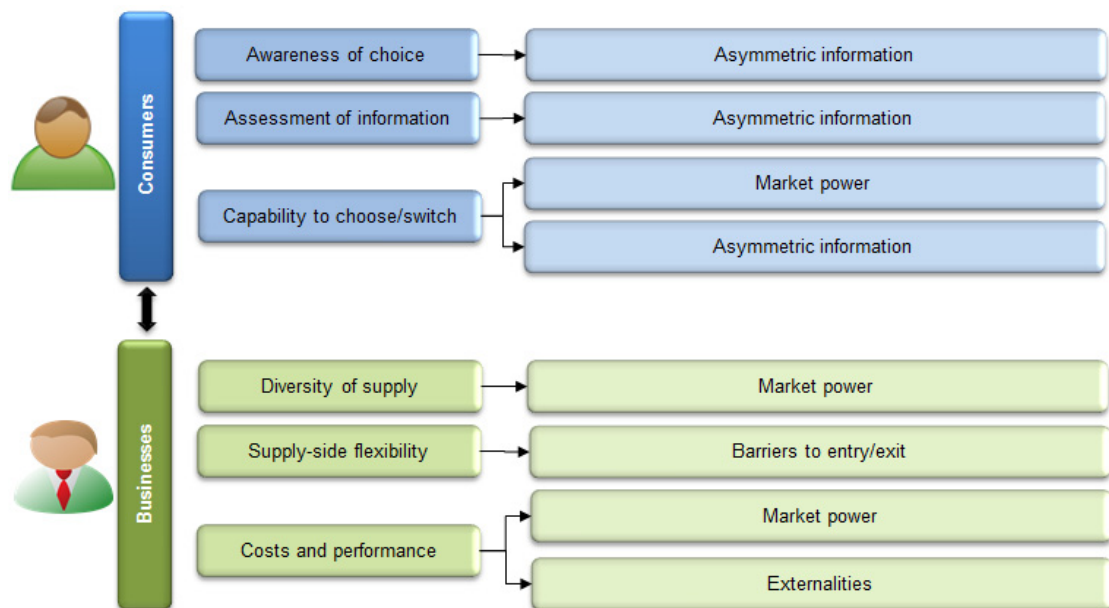 Consumers
Awareness of choice
Asymmetric information
Assessment of information
Asymmetric information
Capability to choose/switch
Market power
Asymmetric information
Businesses
Diversity of supply
Market power
Supply-side flexibility
Barriers to entry/exit
Costs and performance
Market power
Externalities